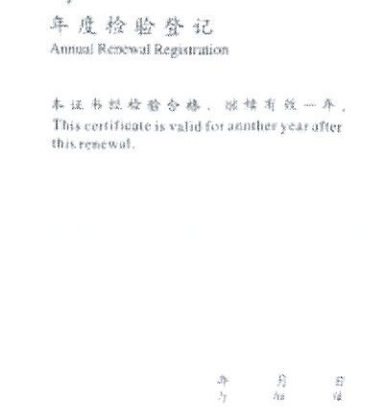 年度检验登记
Annual Renewal Registration
本证书经检验合格，继续有效一年。
This certificate is valid for another year after
this renewal.
年 月 日
/y /m /d